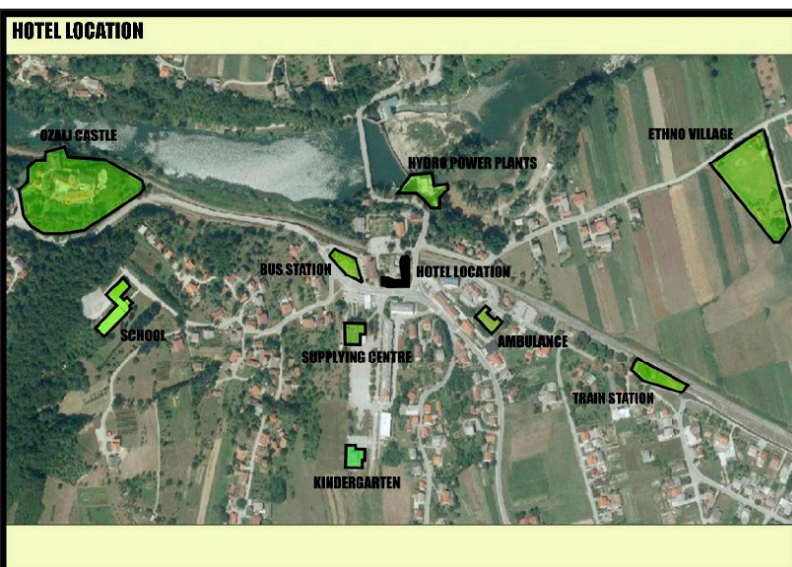 HOTEL LOCATION
OZALJ CASTLE
ETHNO VILLAGE
HYDRO POWER PLANTS
BUS STATION
HOTEL LOCATION
SCHOOL
SUPPLYING CENTRE
AMBULANCE
TRAIN STATION
KINDERGARTEN